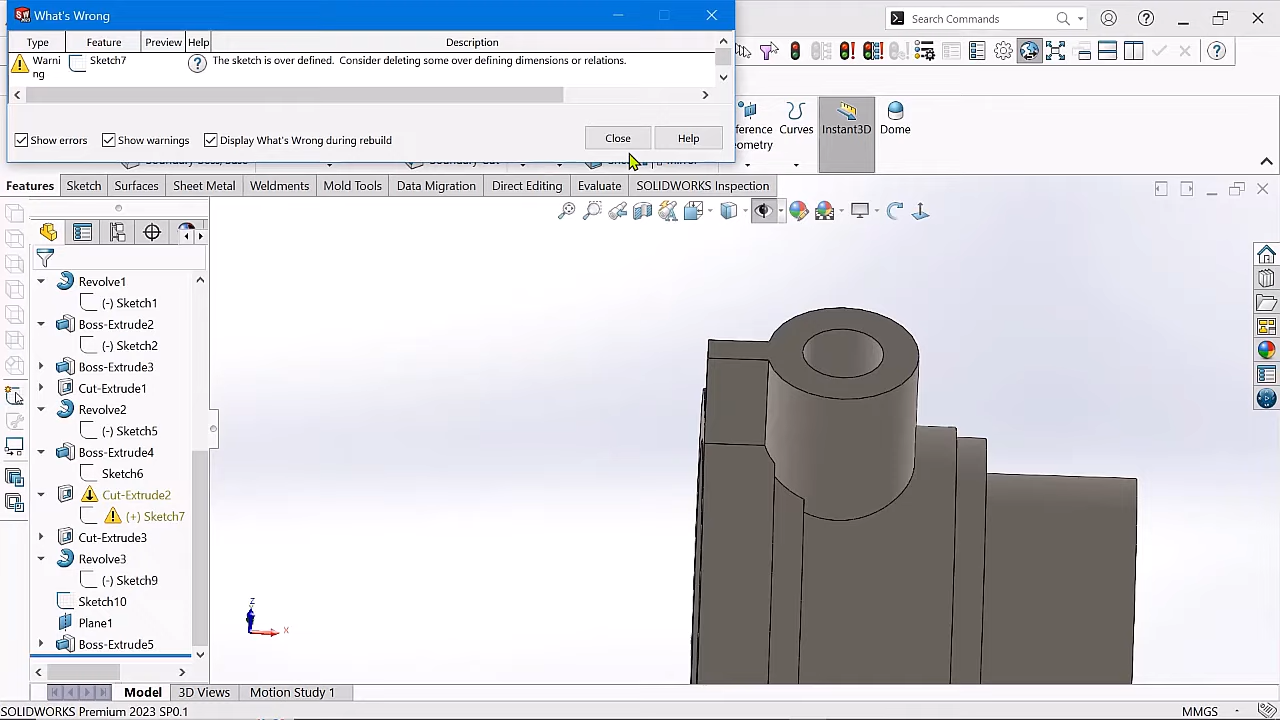 What's Wrong
Search Commands
Type Feature Preview Help Description
Warni
ng
Sketch7
The sketch is over defined. Consider deleting some over defining dimensions or relations.
Show errors Show warnings Display What's Wrong during rebuild
Close Help
Curves Instant3D Dome
Features Sketch Surfaces Sheet Metal Weldments Mold Tools Data Migration Direct Editing Evaluate SOLIDWORKS Inspection
Revolve1
(-) Sketch1
Boss-Extrude2
(-) Sketch2
Boss-Extrude3
Cut-Extrude1
Revolve2
(-) Sketch5
Boss-Extrude4
Sketch6
Cut-Extrude2
(+) Sketch7
Cut-Extrude3
Revolve3
(-) Sketch9
Sketch10
Plane1
Boss-Extrude5
z
x
Model 3D Views Motion Study 1
SOLIDWORKS Premium 2023 SP0.1
MMGS